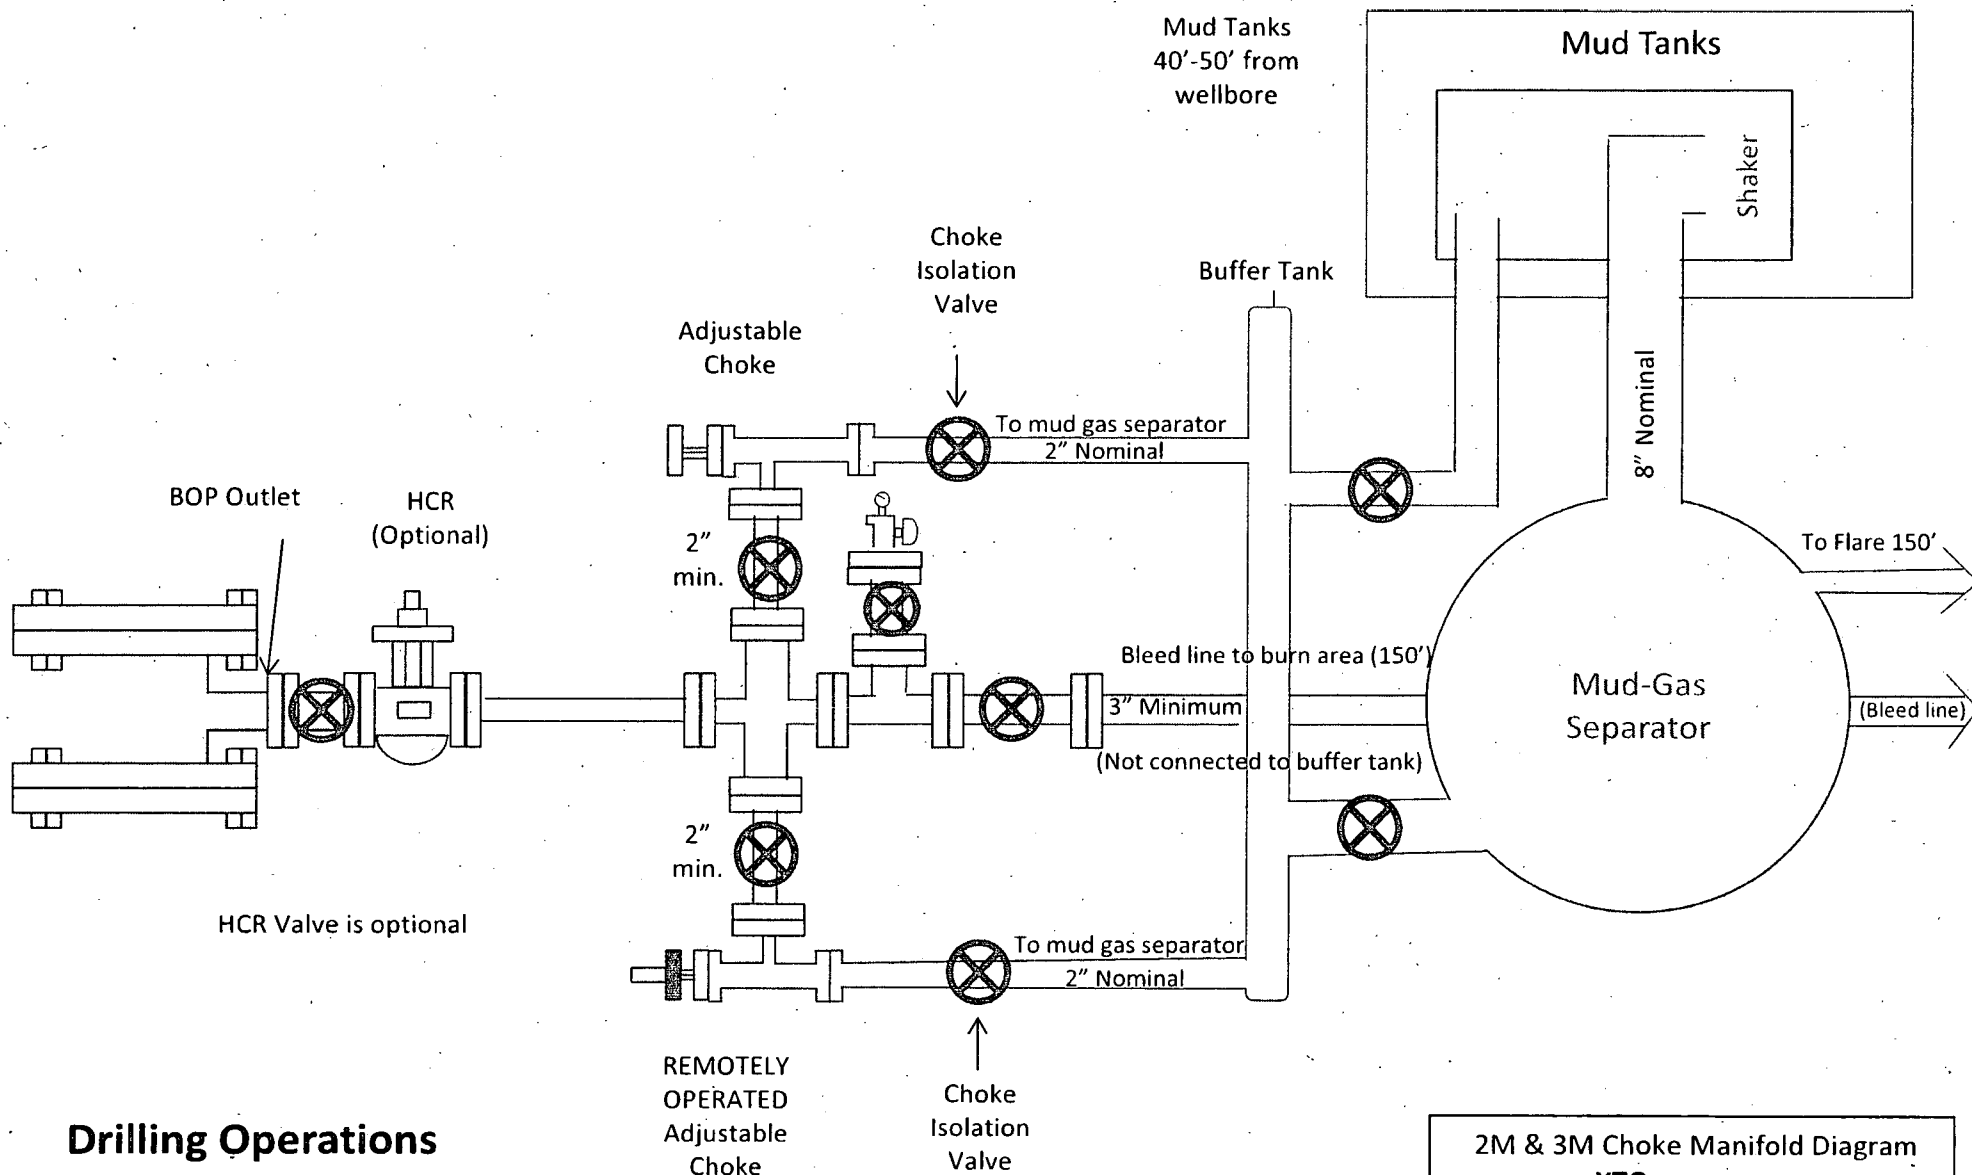 Mud Tanks
40'-50' from
wellbore
Mud Tanks
Shaker
Choke
Isolation
Valve
Buffer Tank
Adjustable
Choke
8" Nominal
To mud gas separator
2" Nominal
BOP Outlet
HCR
(Optional)
2"
min.
To Flare 150'
Bleed line to burn area (150')
3" Minimum
(Not connected to buffer tank)
Mud-Gas
Separator
(Bleed line)
2"
min.
HCR Valve is optional
To mud gas separator
2" Nominal
REMOTELY
OPERATED
Adjustable
Choke
Choke
Isolation
Valve
Drilling Operations
2M & 3M Choke Manifold Diagram